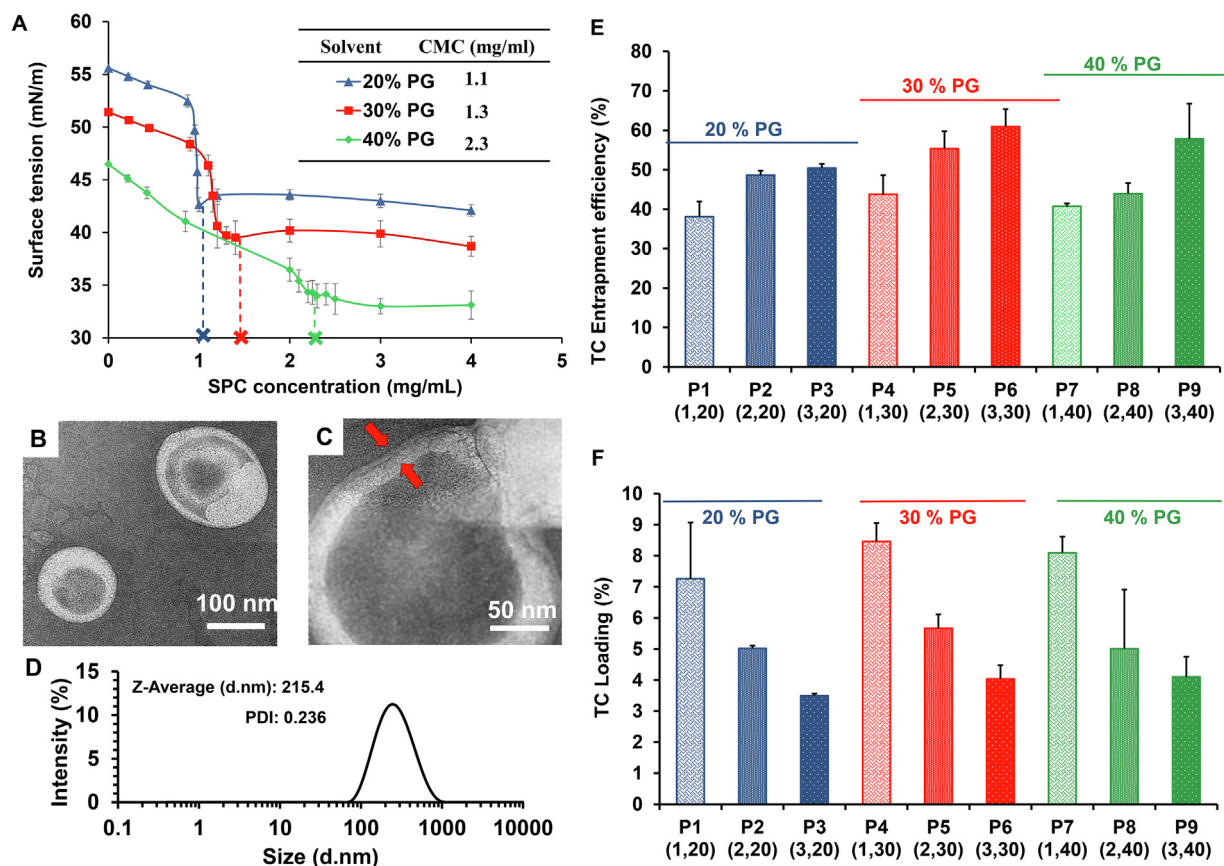 A
60
55
50
45
40
35
30
Surface tension (mN/m)
0 1 2 3 4 5
SPC concentration (mg/mL)
Solvent CMC (mg/ml)
20% PG 1.1
30% PG 1.3
40% PG 2.3
B
100 nm
C
50 nm
D
15
10
5
0
Intensity (%)
Z-Average (d.nm): 215.4
PDI: 0.236
0.1 1 10 100 1000 10000
Size (d.nm)
E
80
70
60
50
40
30
20
10
0
TC Entrapment efficiency (%)
20 % PG
30 % PG
40 % PG
P1 P2 P3 P4 P5 P6 P7 P8 P9
(1,20) (2,20) (3,20) (1,30) (2,30) (3,30) (1,40) (2,40) (3,40)
F
10
9
8
7
6
5
4
3
2
1
0
TC Loading (%)
20 % PG
30 % PG
40 % PG
P1 P2 P3 P4 P5 P6 P7 P8 P9
(1,20) (2,20) (3,20) (1,30) (2,30) (3,30) (1,40) (2,40) (3,40)